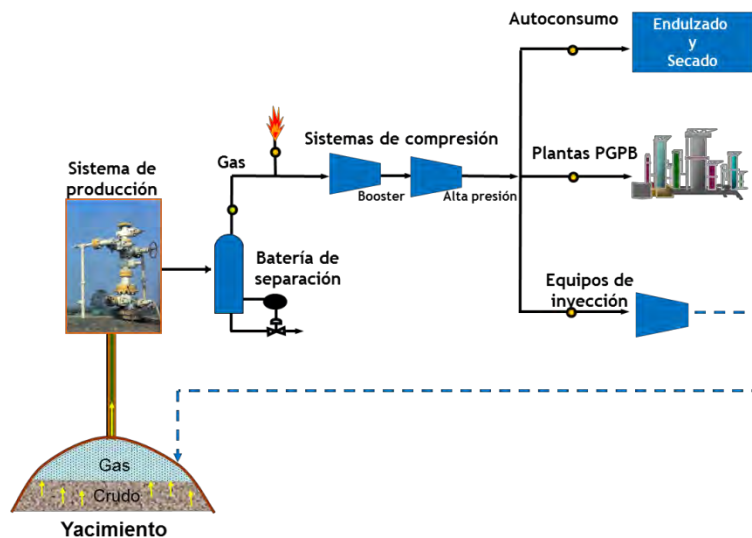 Autoconsumo
Endulzado
y
Secado
Gas
Sistemas de compresión
Plantas PGPB
Sistema de
producción
Booster
Alta presión
Batería de
separación
Equipos de
inyección
Gas
Crudo
Yacimiento